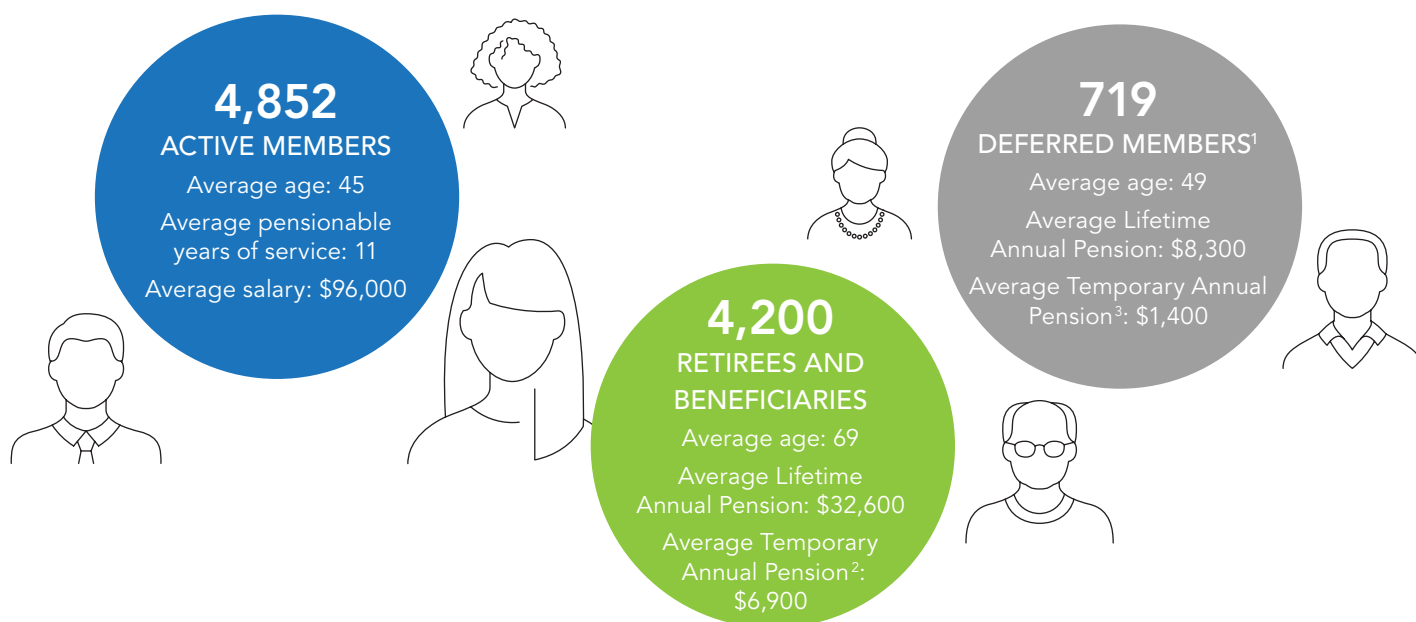 4,852
ACTIVE MEMBERS
Average age: 45
Average pensionable
years of service: 11
Average salary: $96,000
4,200
RETIREES AND
BENEFICIARIES
Average age: 69
Average Lifetime
Annual Pension: $32,600
Average Temporary
Annual Pension²:
$6,900
719
DEFERRED MEMBERS¹
Average age: 49
Average Lifetime
Annual Pension: $8,300
Average Temporary Annual
Pension³: $1,400